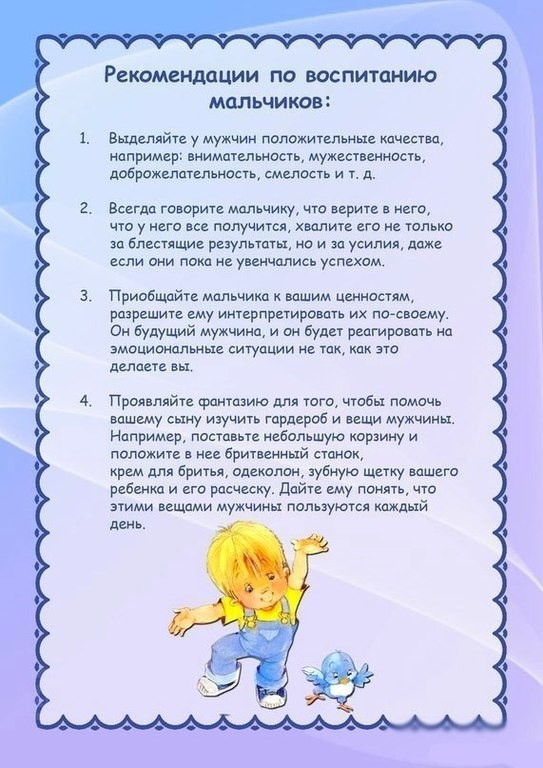 Рекомендации по воспитанию
мальчиков:
1. Выделяйте у мужчин положительные качества,
например: внимательность, мужественность,
доброжелательность, смелость и т. д.
2. Всегда говорите мальчику, что верите в него,
что у него все получится, хвалите его не только
за блестящие результаты, но и за усилия, даже
если они пока не увенчались успехом.
3. Приобщайте мальчика к вашим ценностям,
разрешите ему интерпретировать их по-своему.
Он будущий мужчина, и он будет реагировать на
эмоциональные ситуации не так, как это
делаете вы.
4. Проявляйте фантазию для того, чтобы помочь
вашему сыну изучить гардероб и вещи мужчины.
Например, поставьте небольшую корзину и
положите в нее бритвенный станок,
крем для бритья, одеколон, зубную щетку вашего
ребенка и его расческу. Дайте ему понять, что
этими вещами мужчины пользуются каждый
день.